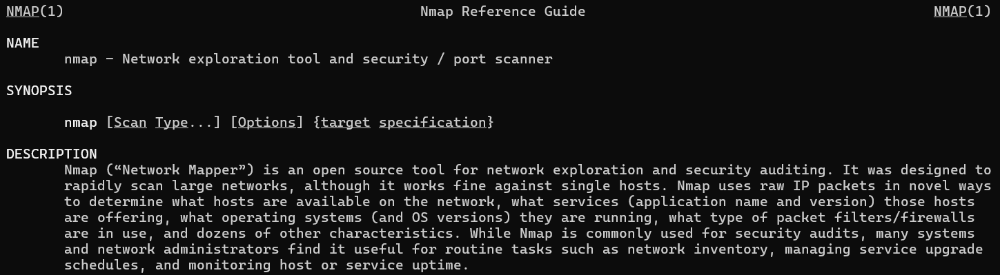 NMAP(1) Nmap Reference Guide NMAP(1)
NAME
nmap − Network exploration tool and security / port scanner
SYNOPSIS
nmap [Scan Type...] [Options] {target specification}
DESCRIPTION
Nmap (“Network Mapper”) is an open source tool for network exploration and security auditing. It was designed to
rapidly scan large networks, although it works fine against single hosts. Nmap uses raw IP packets in novel ways
to determine what hosts are available on the network, what services (application name and version) those hosts
are offering, what operating systems (and OS versions) they are running, what type of packet filters/firewalls
are in use, and dozens of other characteristics. While Nmap is commonly used for security audits, many systems
and network administrators find it useful for routine tasks such as network inventory, managing service upgrade
schedules, and monitoring host or service uptime.